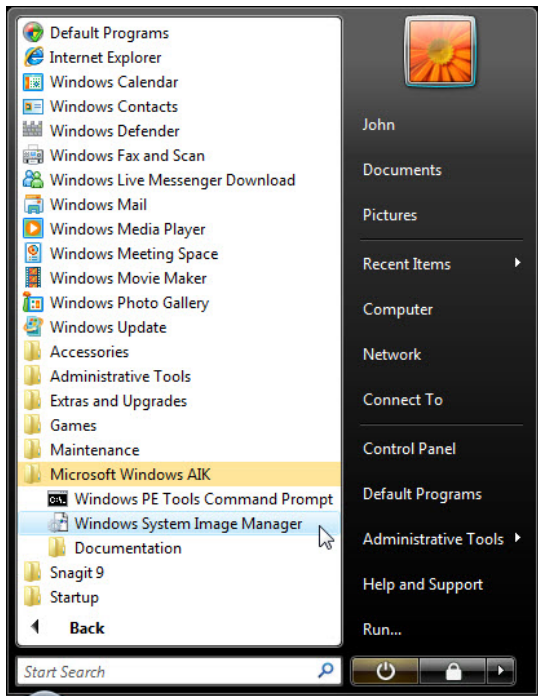 Default Programs
Internet Explorer
Windows Calendar
Windows Contacts
Windows Defender
Windows Fax and Scan
Windows Live Messenger Download
Windows Mail
Windows Media Player
Windows Meeting Space
Windows Movie Maker
Windows Photo Gallery
Windows Update
Accessories
Administrative Tools
Extras and Upgrades
Games
Maintenance
Microsoft Windows AIK
Windows PE Tools Command Prompt
Windows System Image Manager
Documentation
Snagit 9
Startup
Back
Start Search
John
Documents
Pictures
Recent Items
Computer
Network
Connect To
Control Panel
Default Programs
Administrative Tools
Help and Support
Run...